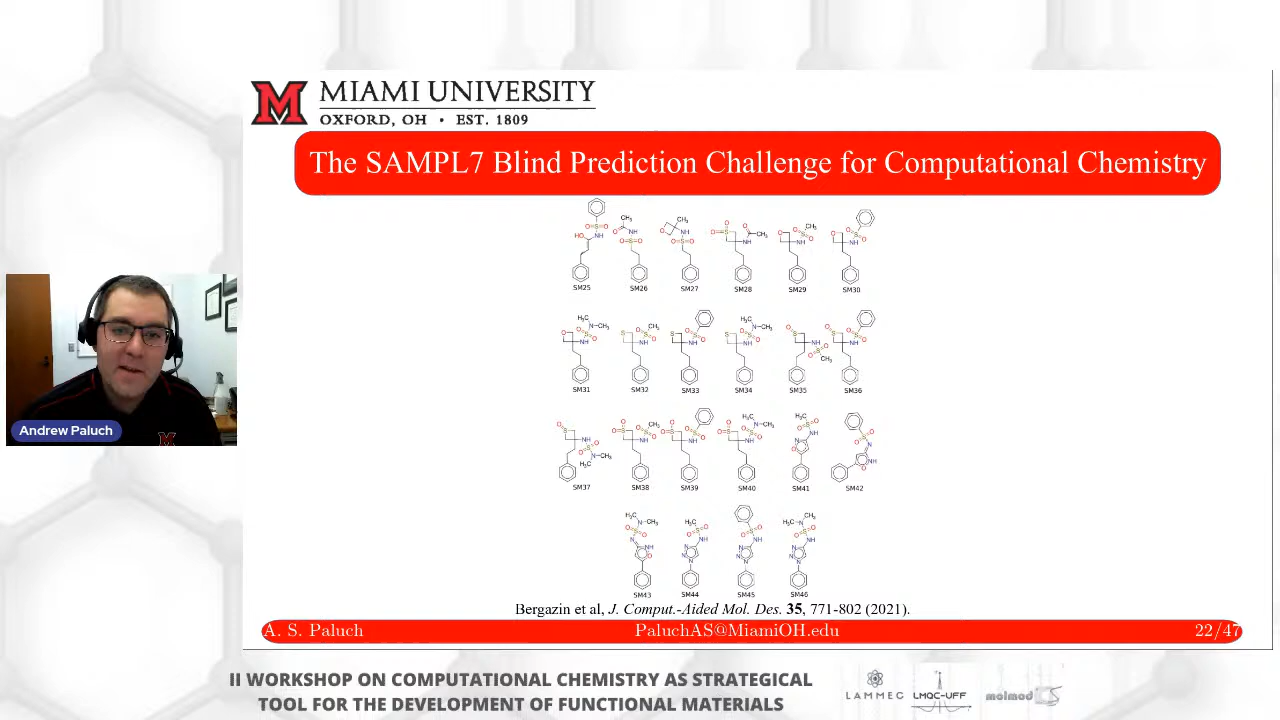 MIAMI UNIVERSITY
OXFORD, OH • EST. 1809
The SAMPL7 Blind Prediction Challenge for Computational Chemistry
SM25 SM26 SM27 SM28 SM29 SM30
SM31 SM32 SM33 SM34 SM35 SM36
SM37 SM38 SM39 SM40 SM41 SM42
SM43 SM44 SM45 SM46
Bergazin et al, J. Comput.-Aided Mol. Des. 35, 771-802 (2021).
A. S. Paluch PaluchAS@MiamiOH.edu 22/47
Andrew Paluch
II WORKSHOP ON COMPUTATIONAL CHEMISTRY AS STRATEGICAL
TOOL FOR THE DEVELOPMENT OF FUNCTIONAL MATERIALS
LAMMEC LMQC-UFF molmod CS